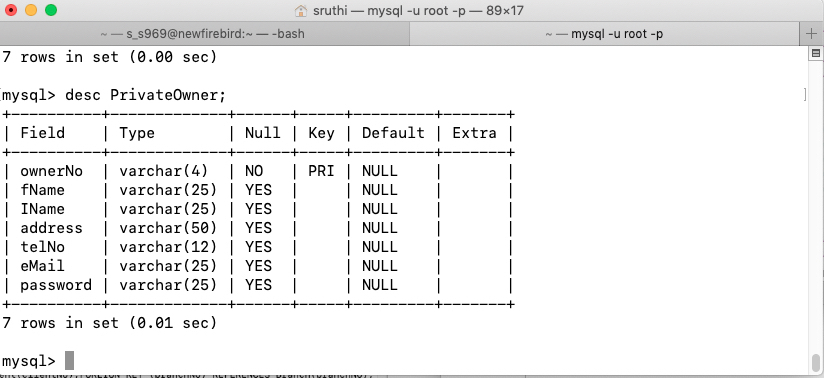 sruthi — mysql -u root -p — 89×17
~ — s_s969@newfirebird:~ — -bash
~ — mysql -u root -p
+
7 rows in set (0.00 sec)
[mysql> desc PrivateOwner; ]
+----------+-------------+------+-----+---------+-------+
| Field    | Type        | Null | Key | Default | Extra |
+----------+-------------+------+-----+---------+-------+
| ownerNo  | varchar(4)  | NO   | PRI | NULL    |       |
| fName    | varchar(25) | YES  |     | NULL    |       |
| IName    | varchar(25) | YES  |     | NULL    |       |
| address  | varchar(50) | YES  |     | NULL    |       |
| telNo    | varchar(12) | YES  |     | NULL    |       |
| eMail    | varchar(25) | YES  |     | NULL    |       |
| password | varchar(25) | YES  |     | NULL    |       |
+----------+-------------+------+-----+---------+-------+
7 rows in set (0.01 sec)
mysql>